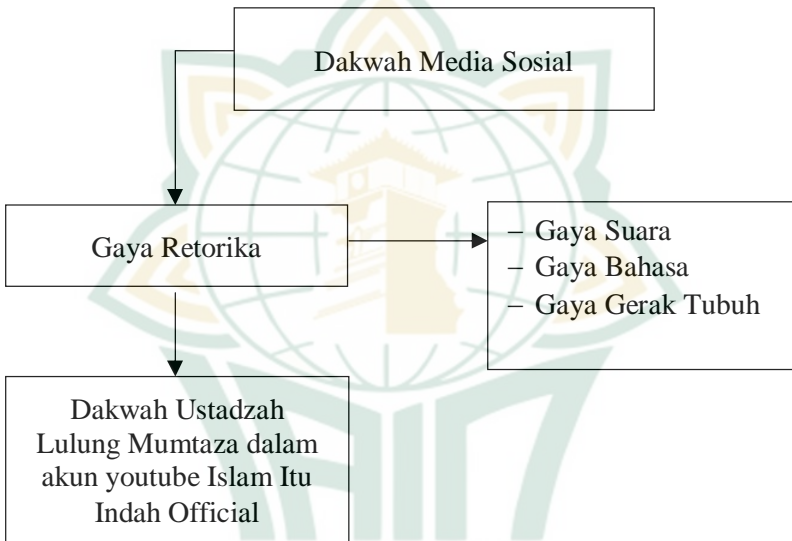 Dakwah Media Sosial
Gaya Retorika
– Gaya Suara
– Gaya Bahasa
– Gaya Gerak Tubuh
Dakwah Ustadzah
Lulung Mumtaza dalam
akun youtube Islam Itu
Indah Official